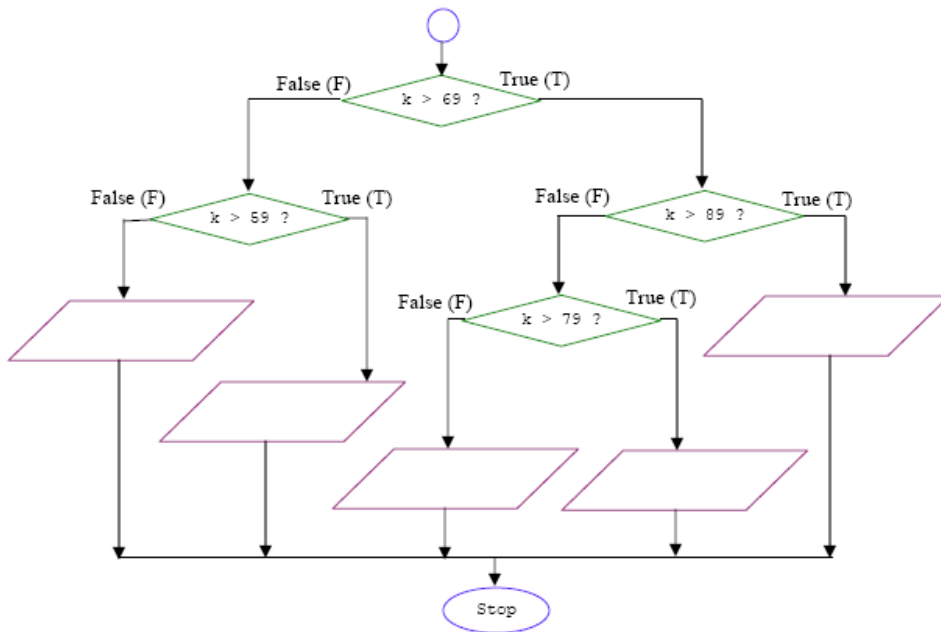 False (F)
True (T)
k > 69 ?
False (F)
True (T)
k > 59 ?
False (F)
True (T)
k > 89 ?
False (F)
True (T)
k > 79 ?
Stop